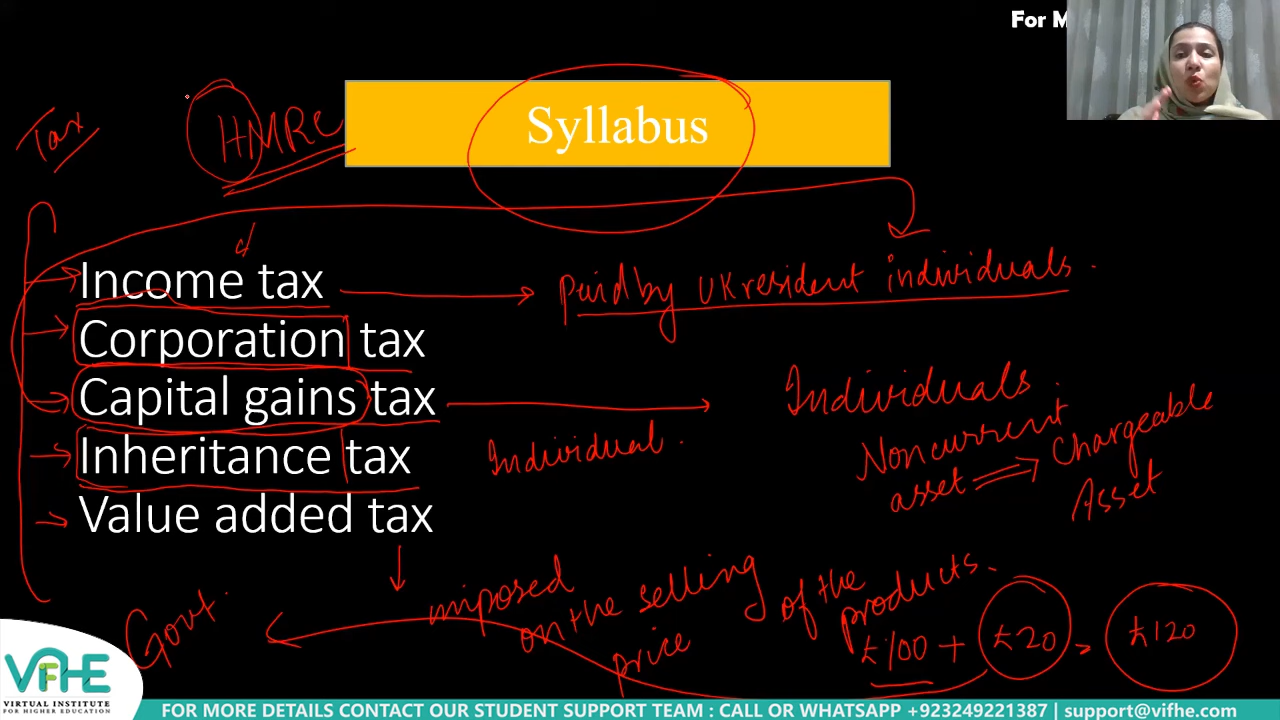 For M
Syllabus
Tax
HMRC
Income tax
Paid by UK resident individuals.
Corporation tax
Capital gains tax
Individuals.
Noncurrent asset
Chargeable Asset
Inheritance tax
Individual.
Value added tax
imposed on the selling price of the products.
£100 + £20 = £120
Govt.
VIFHE
VIRTUAL INSTITUTE
FOR HIGHER EDUCATION
FOR MORE DETAILS CONTACT OUR STUDENT SUPPORT TEAM : CALL OR WHATSAPP +923249221387 | support@vifhe.com